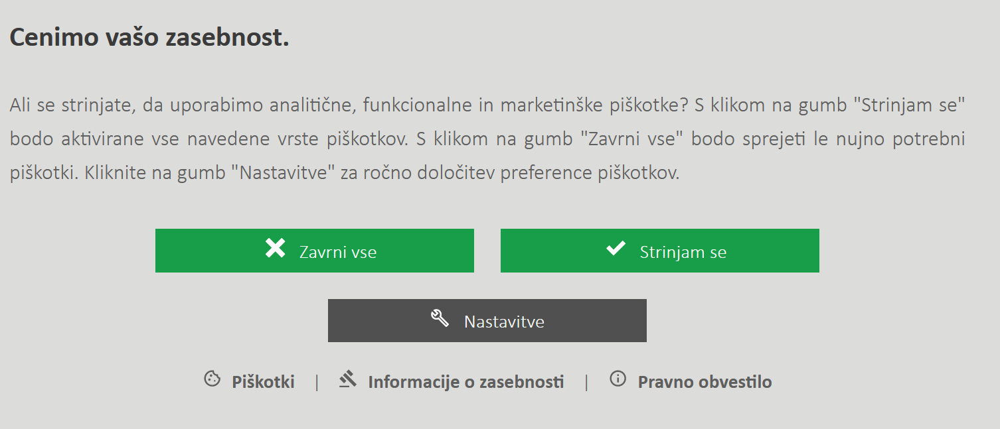 Cenimo vašo zasebnost.
Ali se strinjate, da uporabimo analitične, funkcionalne in marketinške piškotke? S klikom na gumb "Strinjam se"
bodo aktivirane vse navedene vrste piškotkov. S klikom na gumb "Zavrni vse" bodo sprejeti le nujno potrebni
piškotki. Kliknite na gumb "Nastavitve" za ročno določitev preference piškotkov.
Zavrni vse
Strinjam se
Nastavitve
Piškotki | Informacije o zasebnosti | Pravno obvestilo